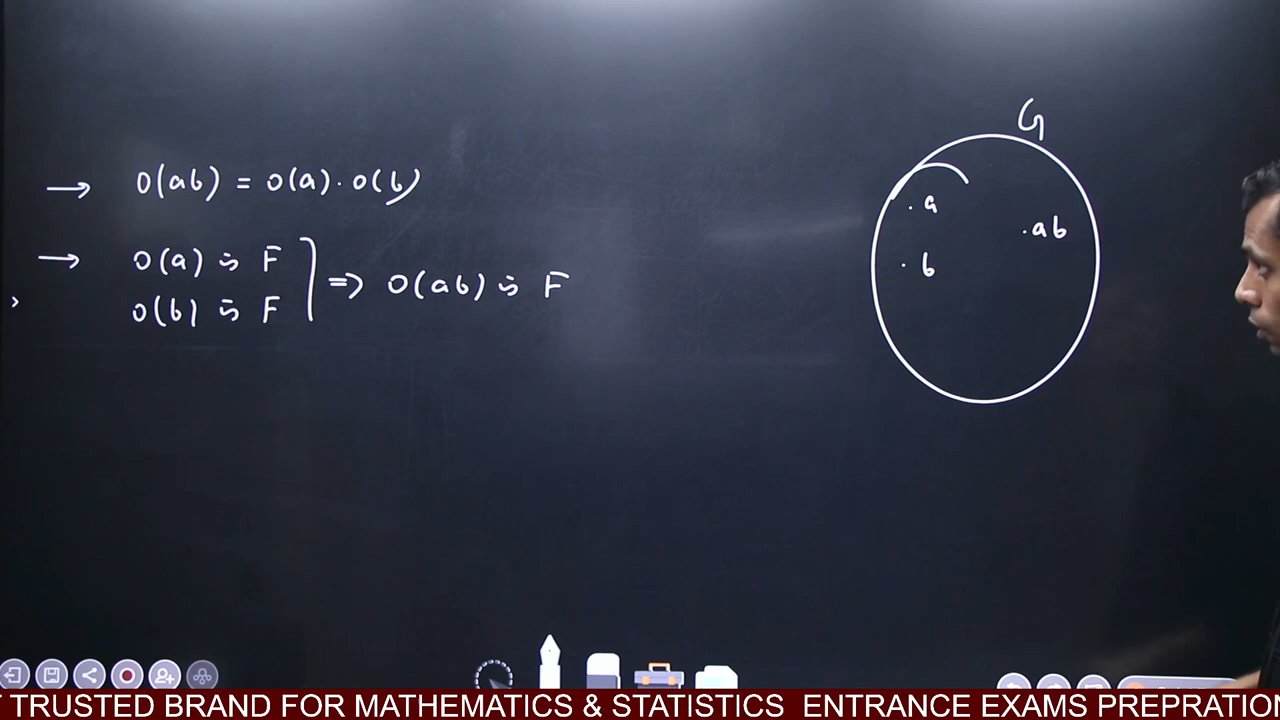 → O(ab) = O(a) · O(b)
→ O(a) is F
O(b) is F
⇒ O(ab) is F
G
· a
· ab
· b
TRUSTED BRAND FOR MATHEMATICS & STATISTICS ENTRANCE EXAMS PREPRATION